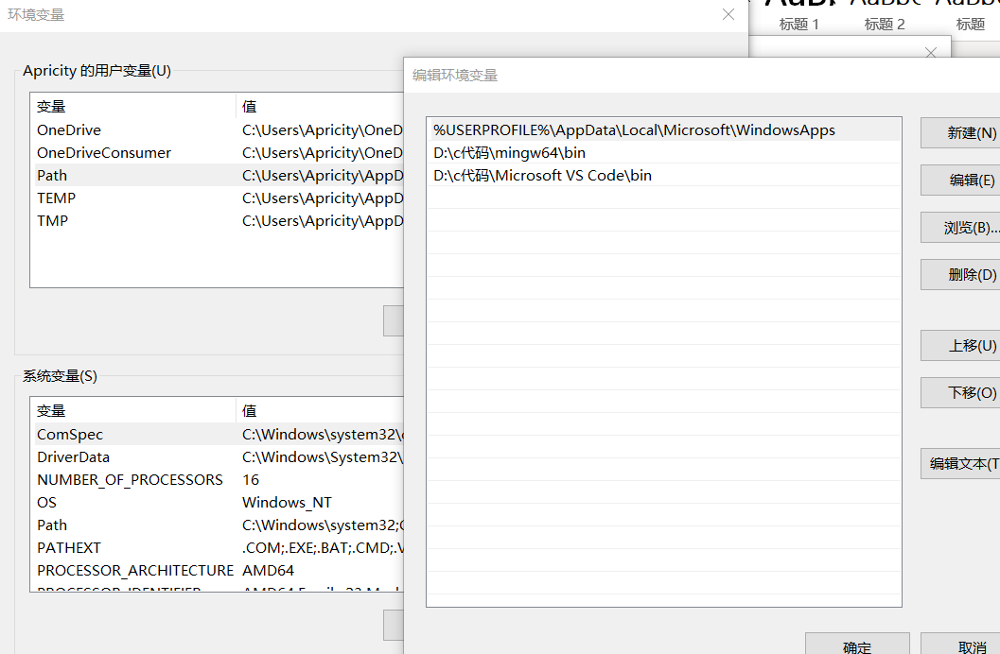 环境变量
标题 1
标题 2
标题
Apricity 的用户变量(U)
变量 值
OneDrive C:\Users\Apricity\OneD
OneDriveConsumer C:\Users\Apricity\OneD
Path C:\Users\Apricity\AppD
TEMP C:\Users\Apricity\AppD
TMP C:\Users\Apricity\AppD
系统变量(S)
变量 值
ComSpec C:\Windows\system32\
DriverData C:\Windows\System32\
NUMBER_OF_PROCESSORS 16
OS Windows_NT
Path C:\Windows\system32;
PATHEXT .COM;.EXE;.BAT;.CMD;.V
PROCESSOR_ARCHITECTURE AMD64
编辑环境变量
%USERPROFILE%\AppData\Local\Microsoft\WindowsApps
D:\c代码\mingw64\bin
D:\c代码\Microsoft VS Code\bin
新建(N)
编辑(E)
浏览(B)...
删除(D)
上移(U)
下移(O)
编辑文本(T
确定
取消